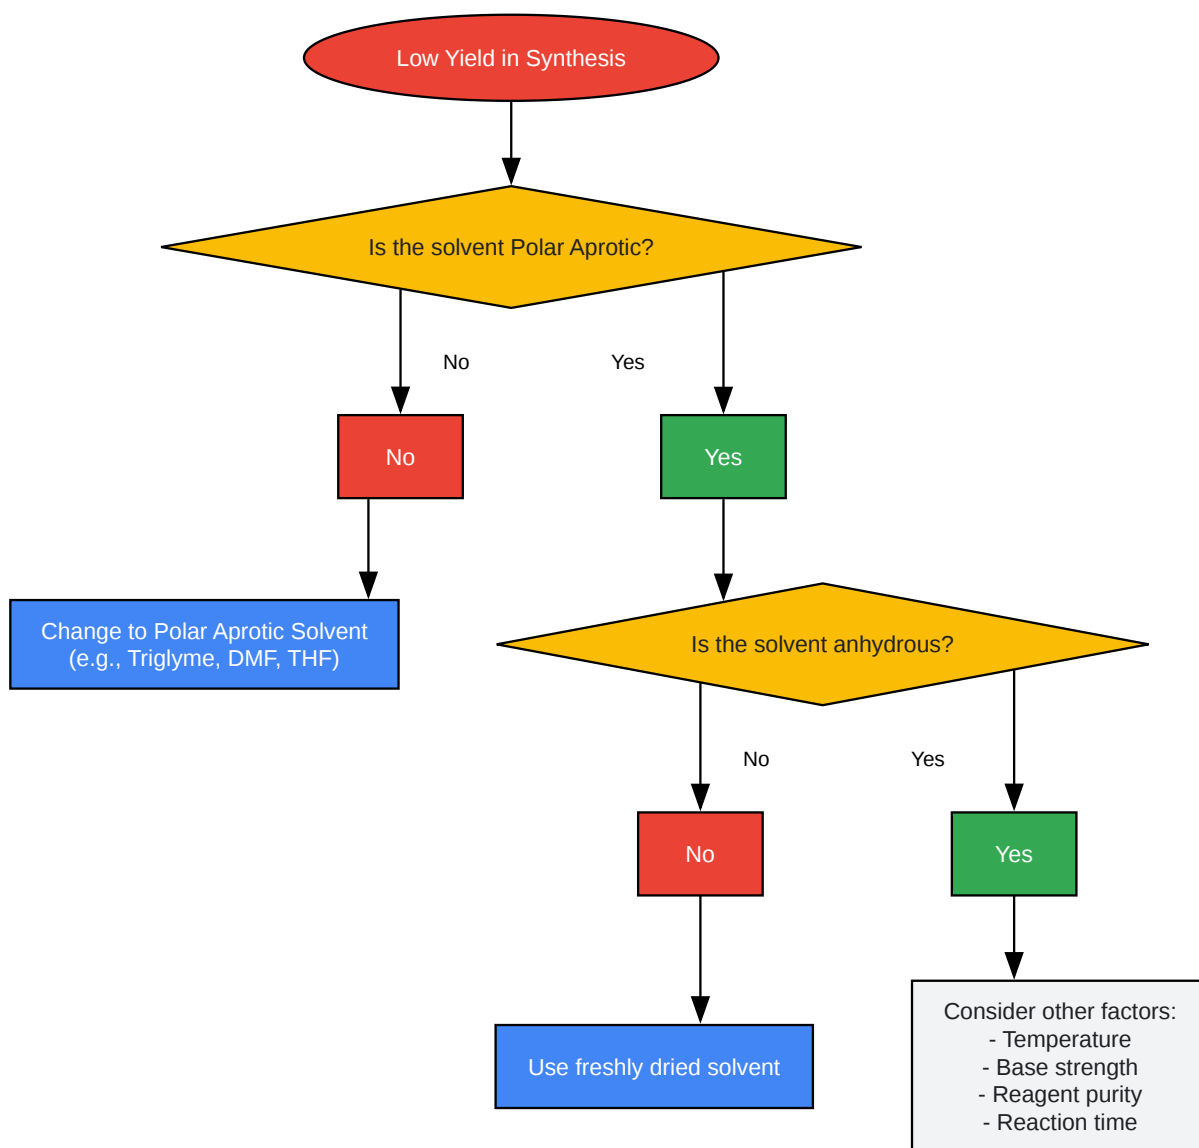 Low Yield in Synthesis
Is the solvent Polar Aprotic?
No
Yes
No
Yes
Change to Polar Aprotic Solvent
(e.g., Triglyme, DMF, THF)
Is the solvent anhydrous?
No
Yes
No
Yes
Use freshly dried solvent
Consider other factors:
- Temperature
- Base strength
- Reagent purity
- Reaction time